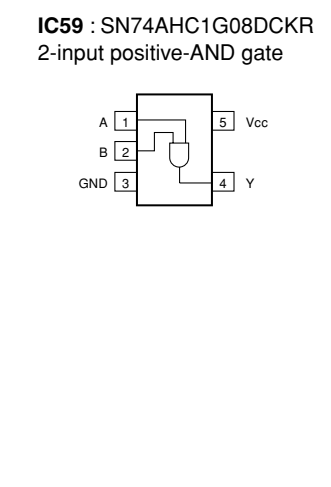 IC59 : SN74AHC1G08DCKR
2-input positive-AND gate
A 1 5 Vcc
B 2
GND 3 4 Y